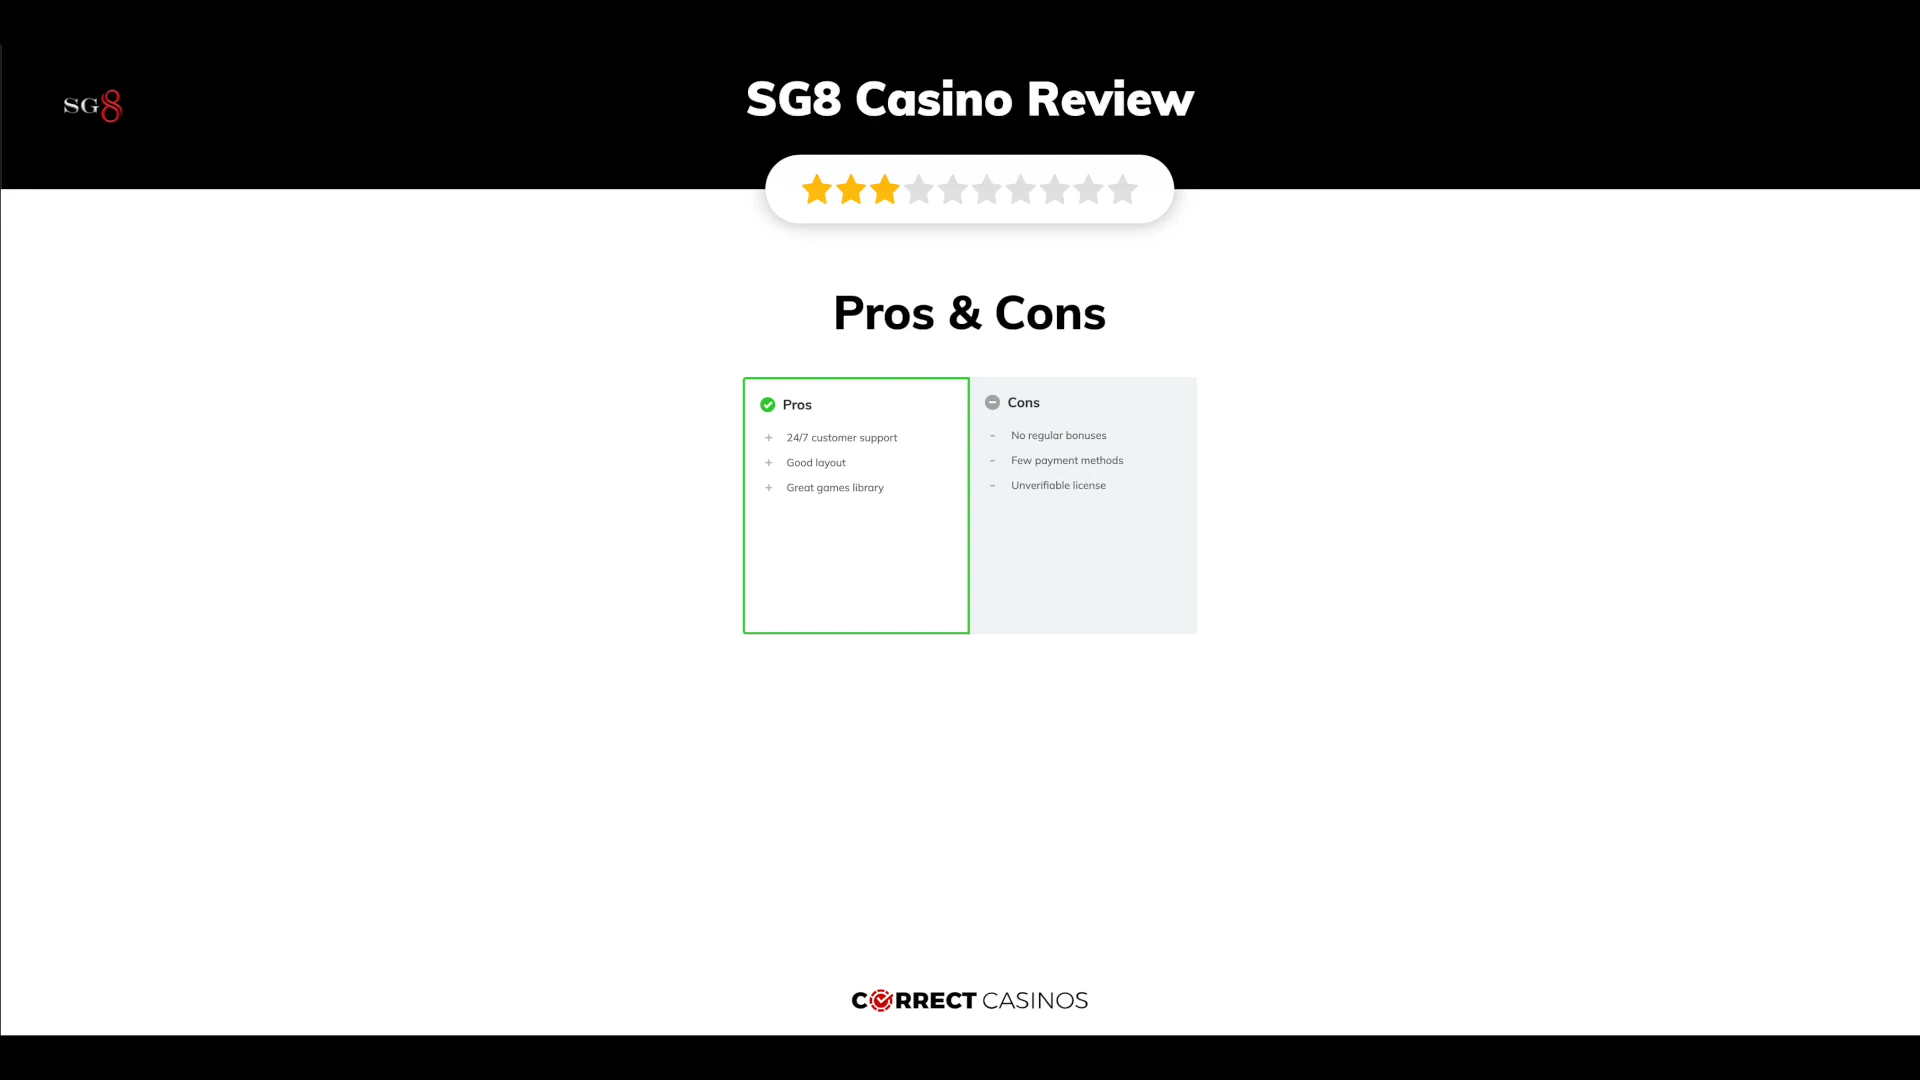 SG8
SG8 Casino Review
Pros & Cons
Pros
+ 24/7 customer support
+ Good layout
+ Great games library
Cons
- No regular bonuses
- Few payment methods
- Unverifiable license
CORRECT CASINOS